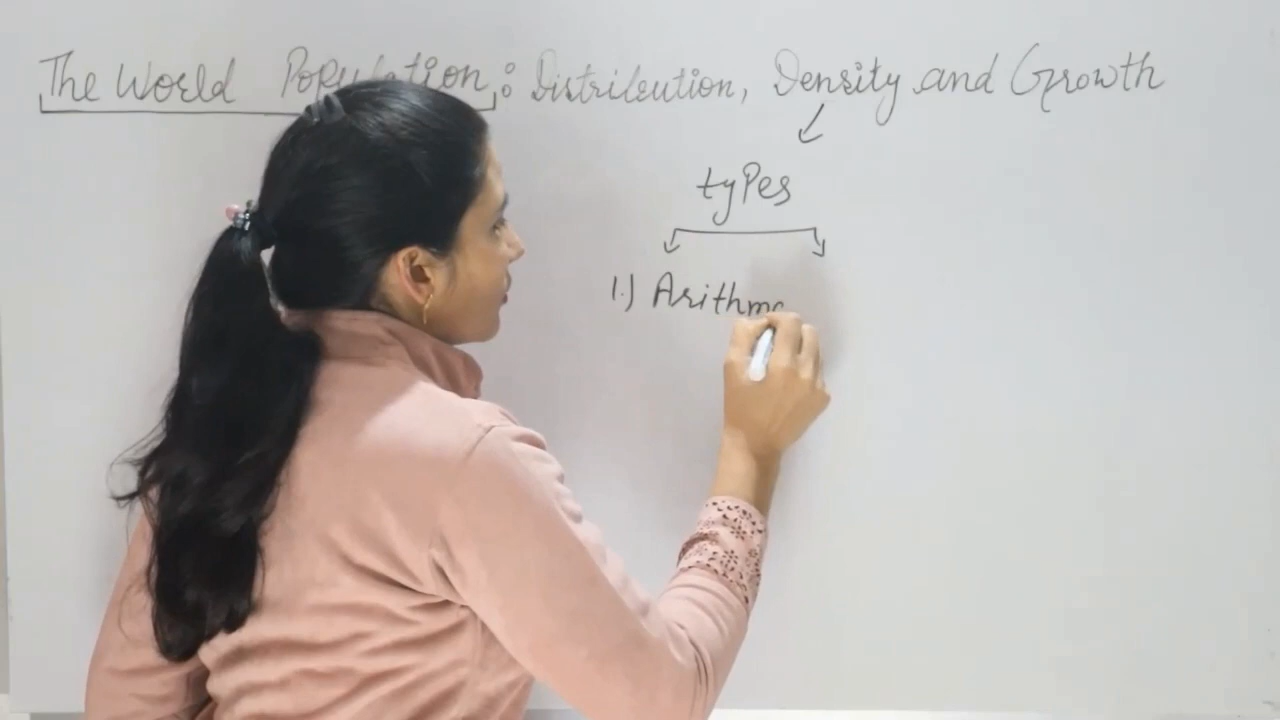 The World Population : Distribution, Density and Growth
types
1.) Arithme